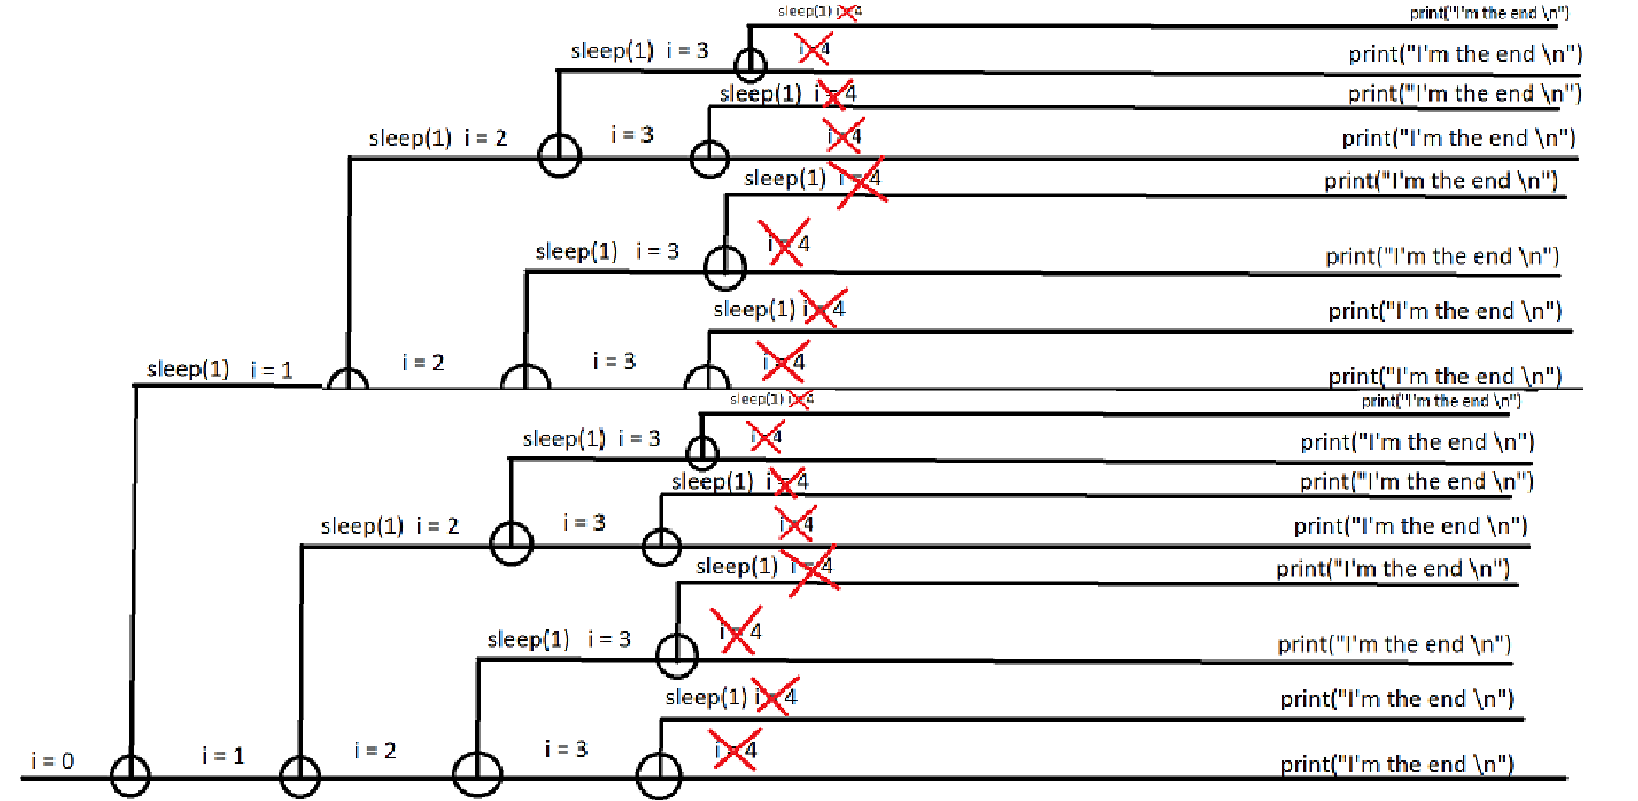 sleep(1) i = 4 print("I'm the end \n")
sleep(1) i = 3 i = 4 print("I'm the end \n")
sleep(1) i = 4 print("I'm the end \n")
sleep(1) i = 2 i = 3 i = 4 print("I'm the end \n")
sleep(1) i = 4 print("I'm the end \n")
sleep(1) i = 3 i = 4 print("I'm the end \n")
sleep(1) i = 4 print("I'm the end \n")
sleep(1) i = 1 i = 2 i = 3 i = 4 print("I'm the end \n")
sleep(1) i = 4 print("I'm the end \n")
sleep(1) i = 3 i = 4 print("I'm the end \n")
sleep(1) i = 4 print("I'm the end \n")
sleep(1) i = 2 i = 3 i = 4 print("I'm the end \n")
sleep(1) i = 4 print("I'm the end \n")
sleep(1) i = 3 i = 4 print("I'm the end \n")
sleep(1) i = 4 print("I'm the end \n")
i = 0 i = 1 i = 2 i = 3 i = 4 print("I'm the end \n")